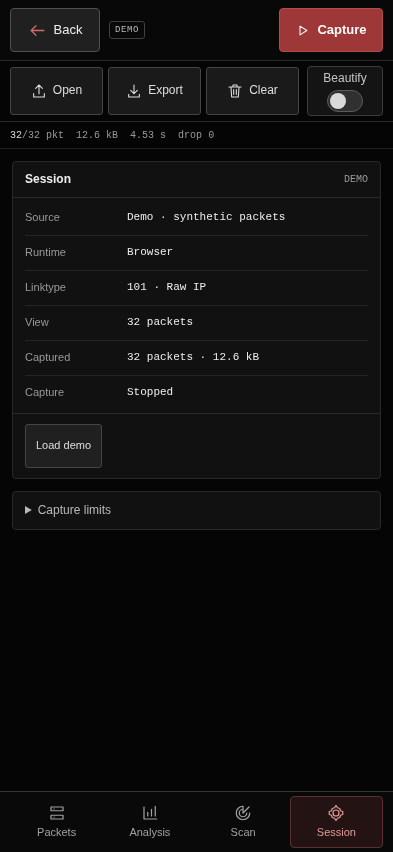 Back
DEMO
Capture
Open
Export
Clear
Beautify
32/32 pkt 12.6 kB 4.53 s drop 0
Session
DEMO
Source Demo · synthetic packets
Runtime Browser
Linktype 101 · Raw IP
View 32 packets
Captured 32 packets · 12.6 kB
Capture Stopped
Load demo
Capture limits
Packets
Analysis
Scan
Session